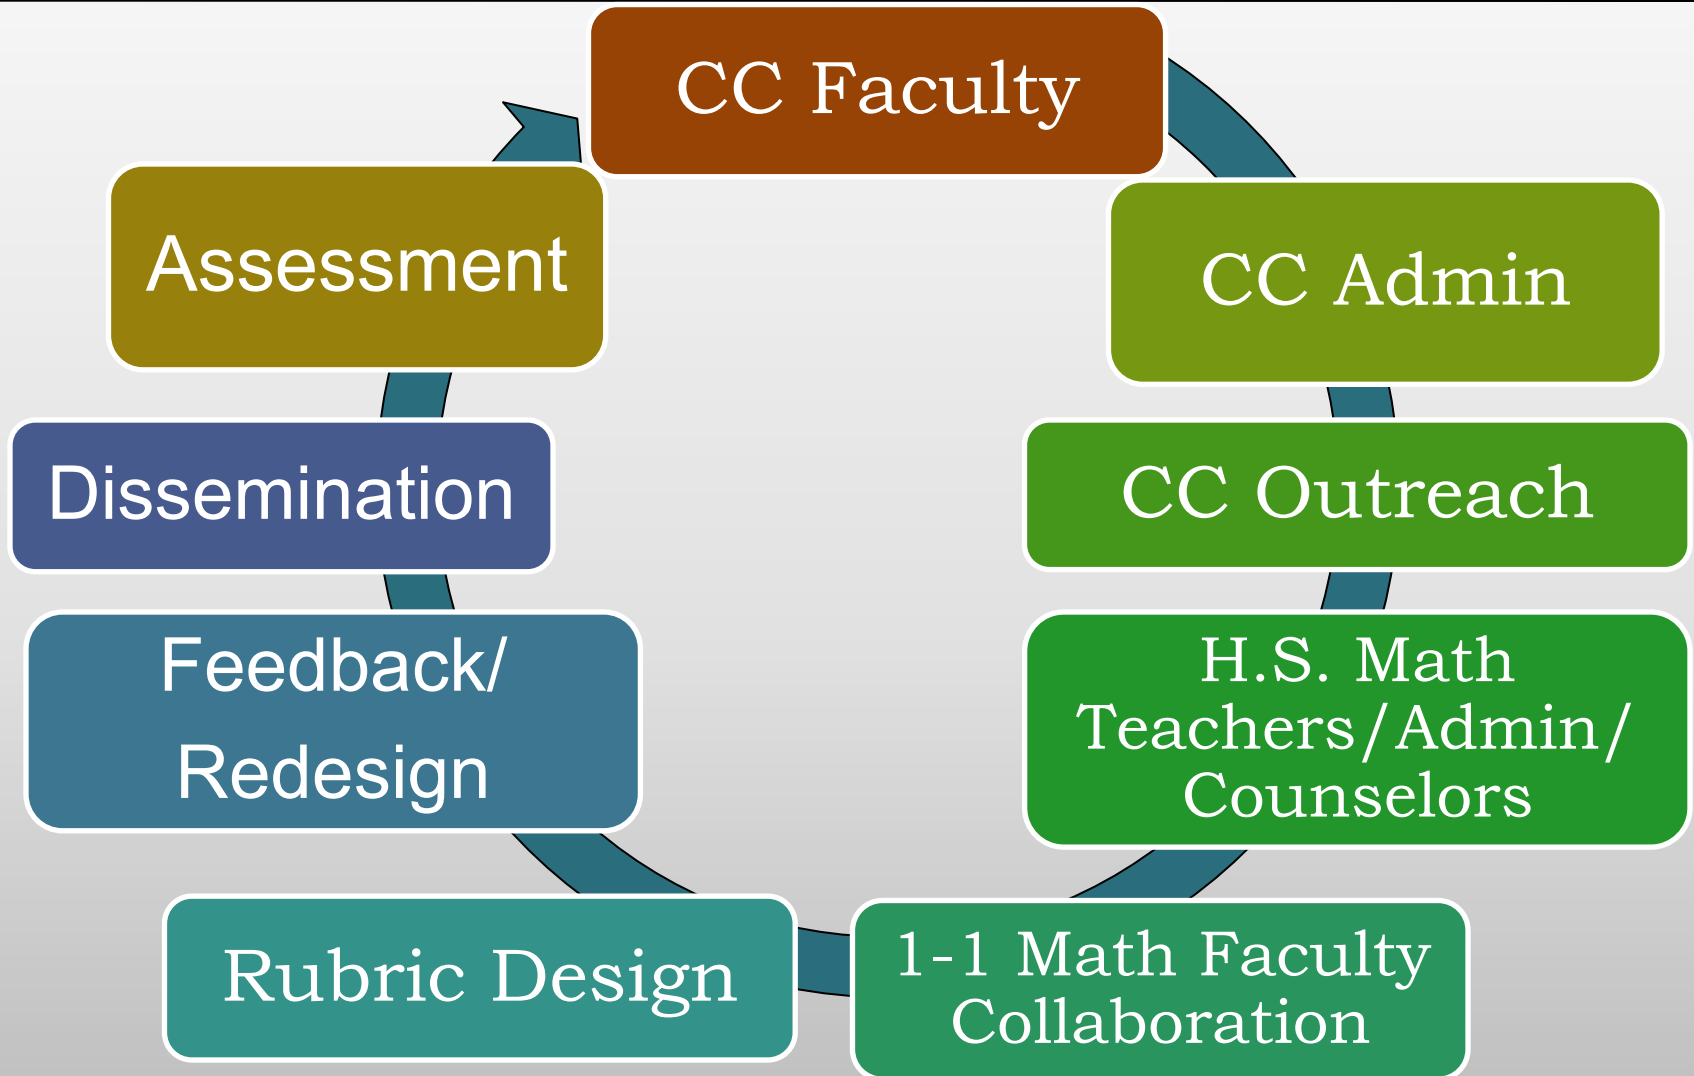 CC Faculty
CC Admin
CC Outreach
H.S. Math
Teachers/Admin/
Counselors
1-1 Math Faculty
Collaboration
Rubric Design
Feedback/
Redesign
Dissemination
Assessment